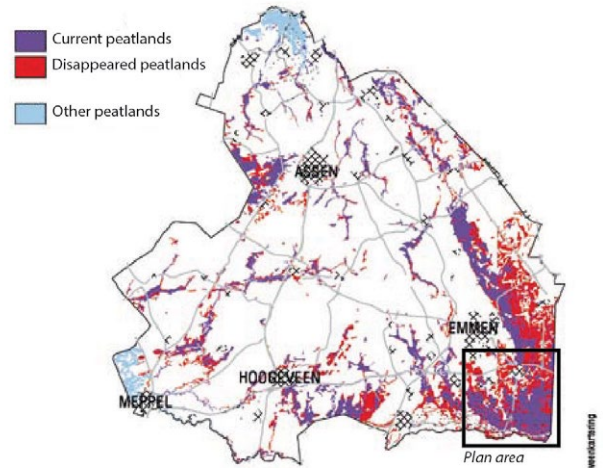 Current peatlands
Disappeared peatlands
Other peatlands
ASSEN
EMMEN
HOOGEVEEN
MEPPEL
Plan area